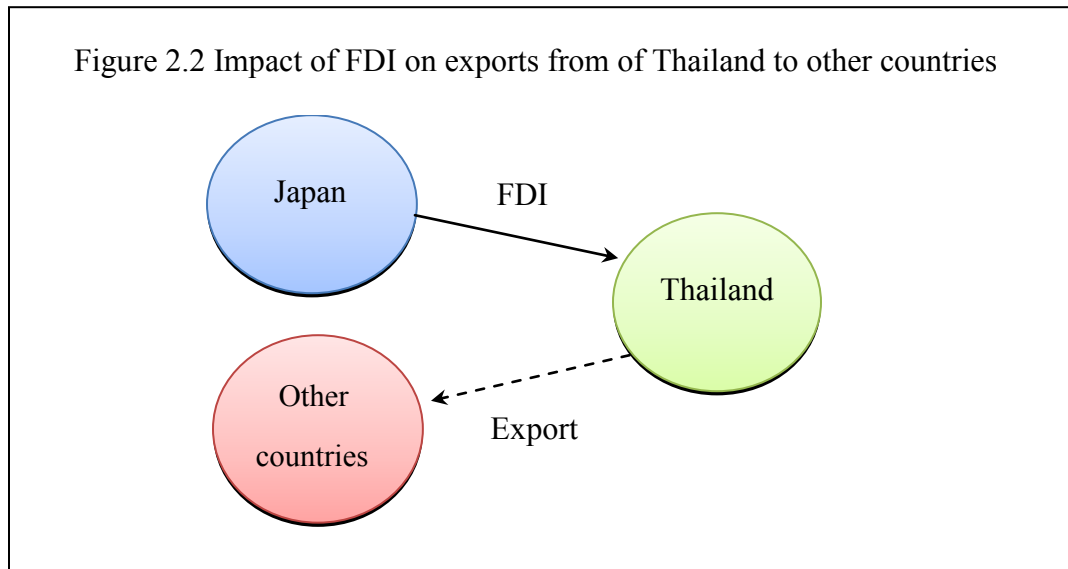 Figure 2.2 Impact of FDI on exports from of Thailand to other countries
Japan
FDI
Thailand
Other
countries
Export